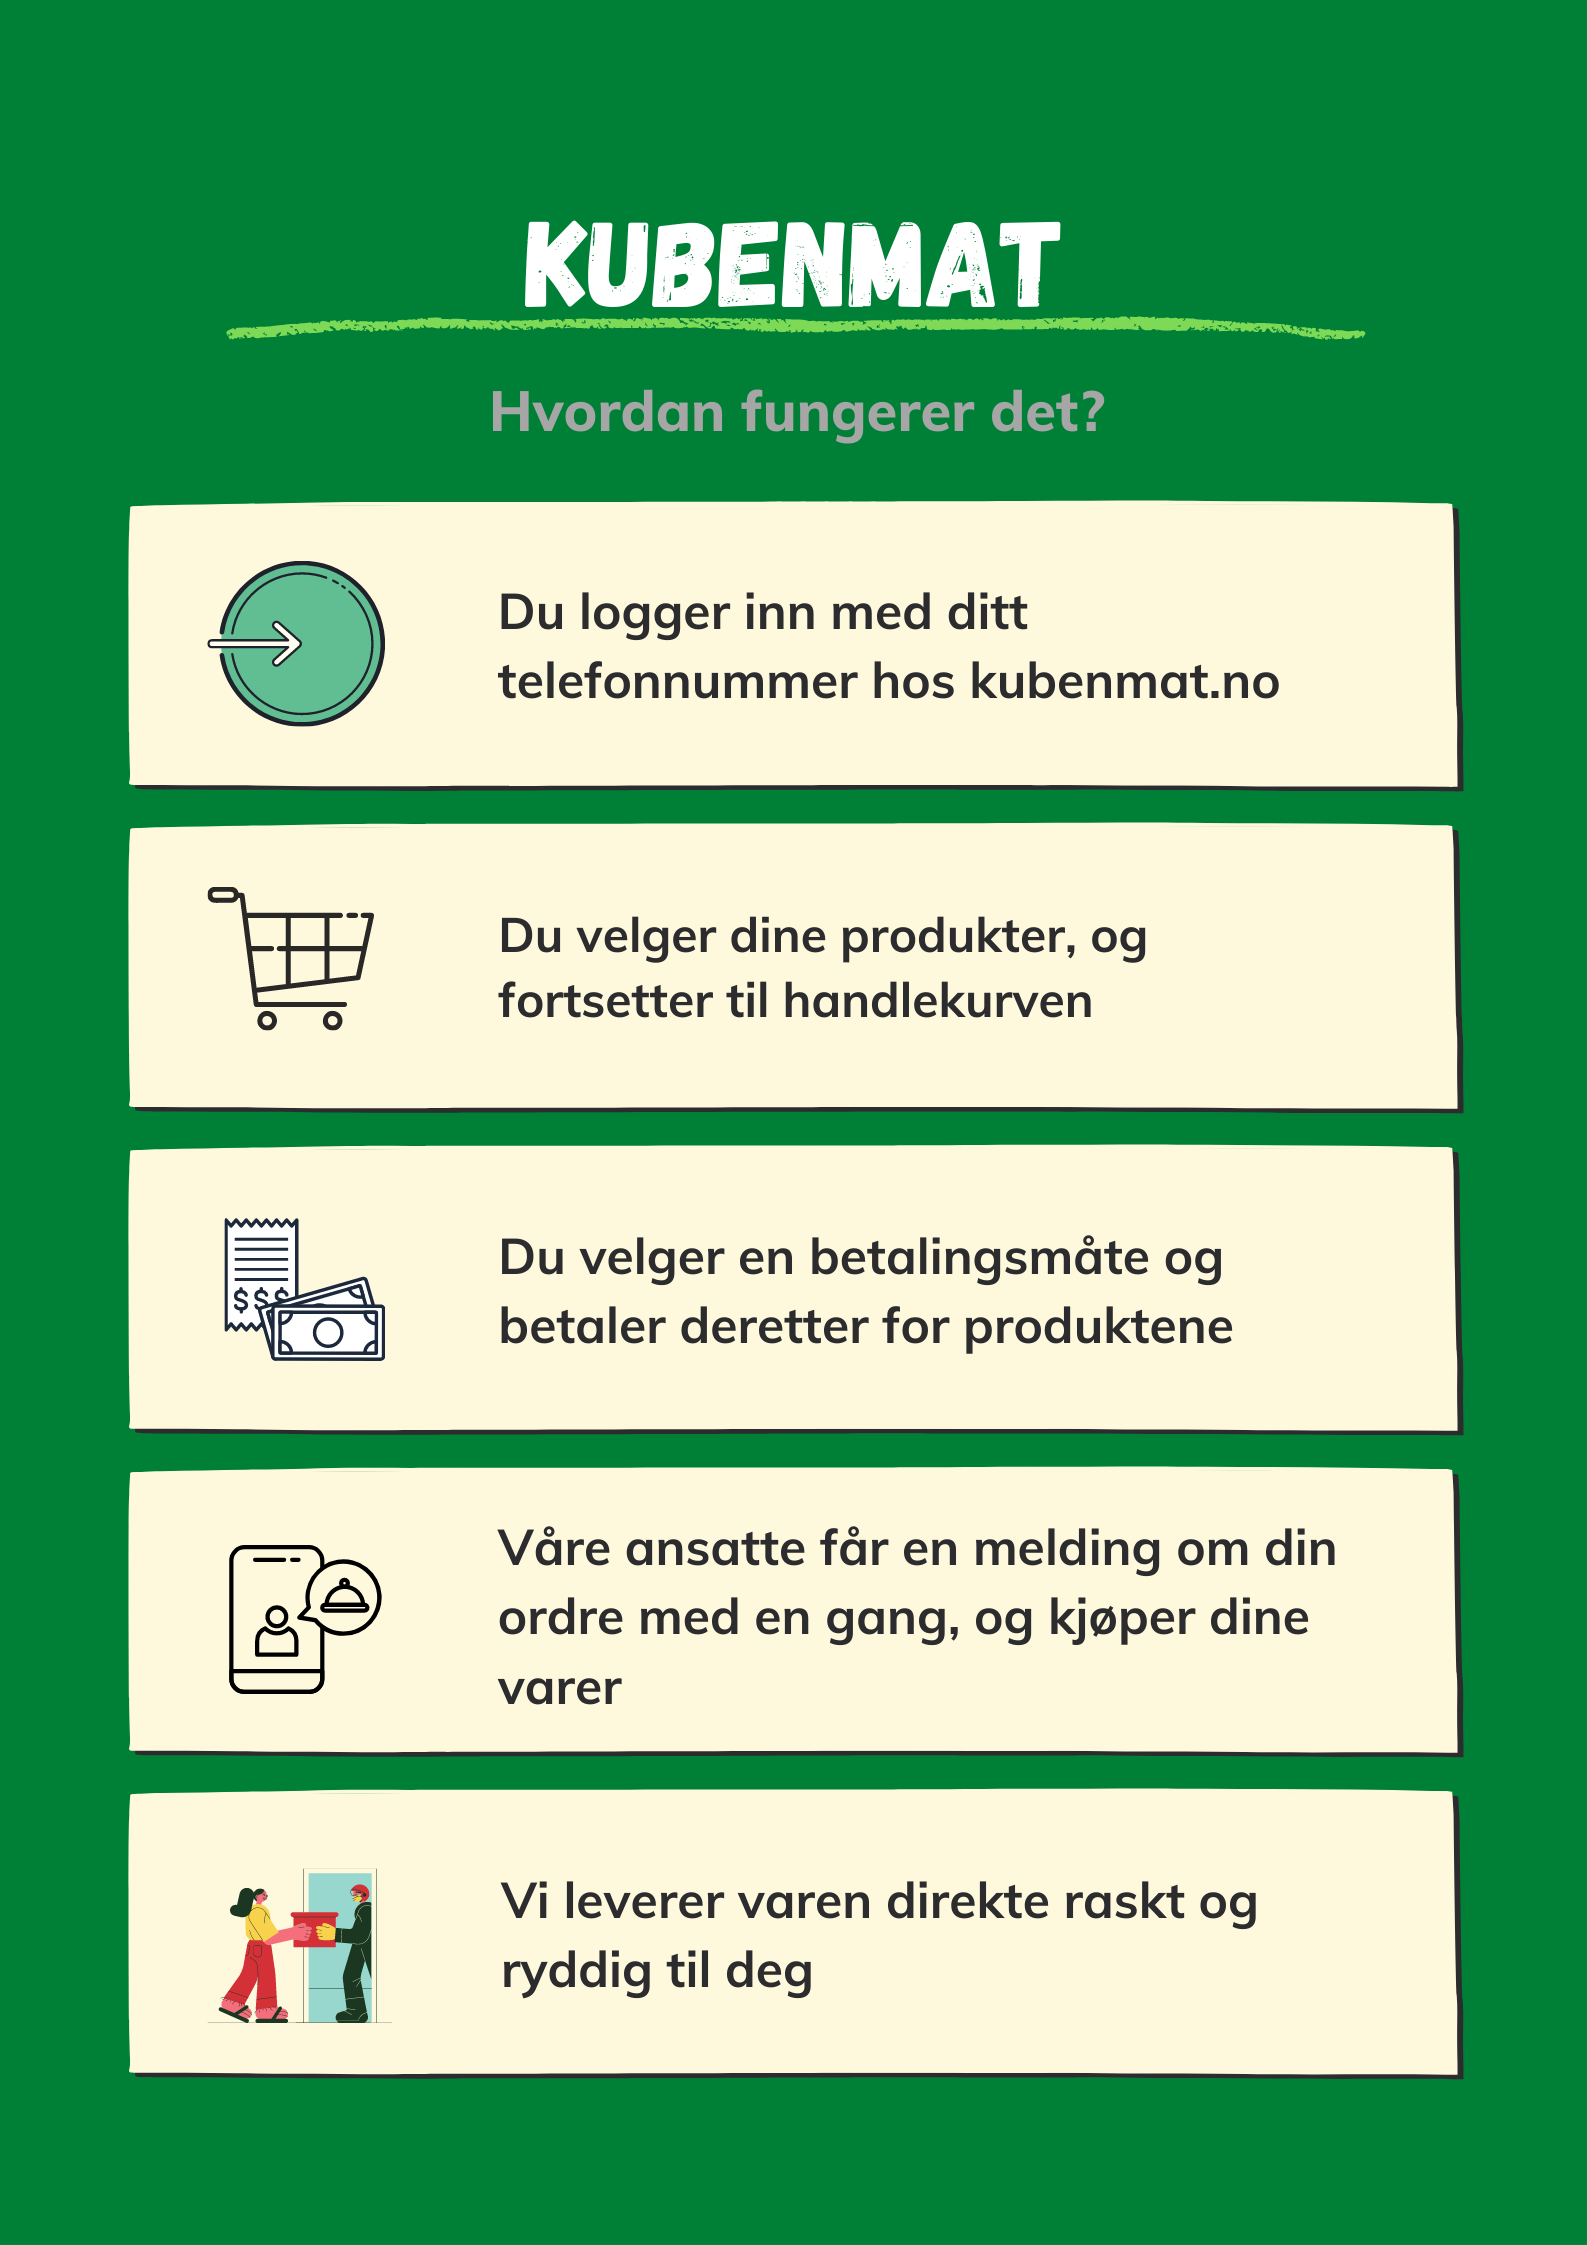 KUBENMAT
Hvordan fungerer det?
Du logger inn med ditt
telefonnummer hos kubenmat.no
Du velger dine produkter, og
fortsetter til handlekurven
$ $ $
Du velger en betalingsmåte og
betaler deretter for produktene
Våre ansatte får en melding om din
ordre med en gang, og kjøper dine
varer
Vi leverer varen direkte raskt og
ryddig til deg